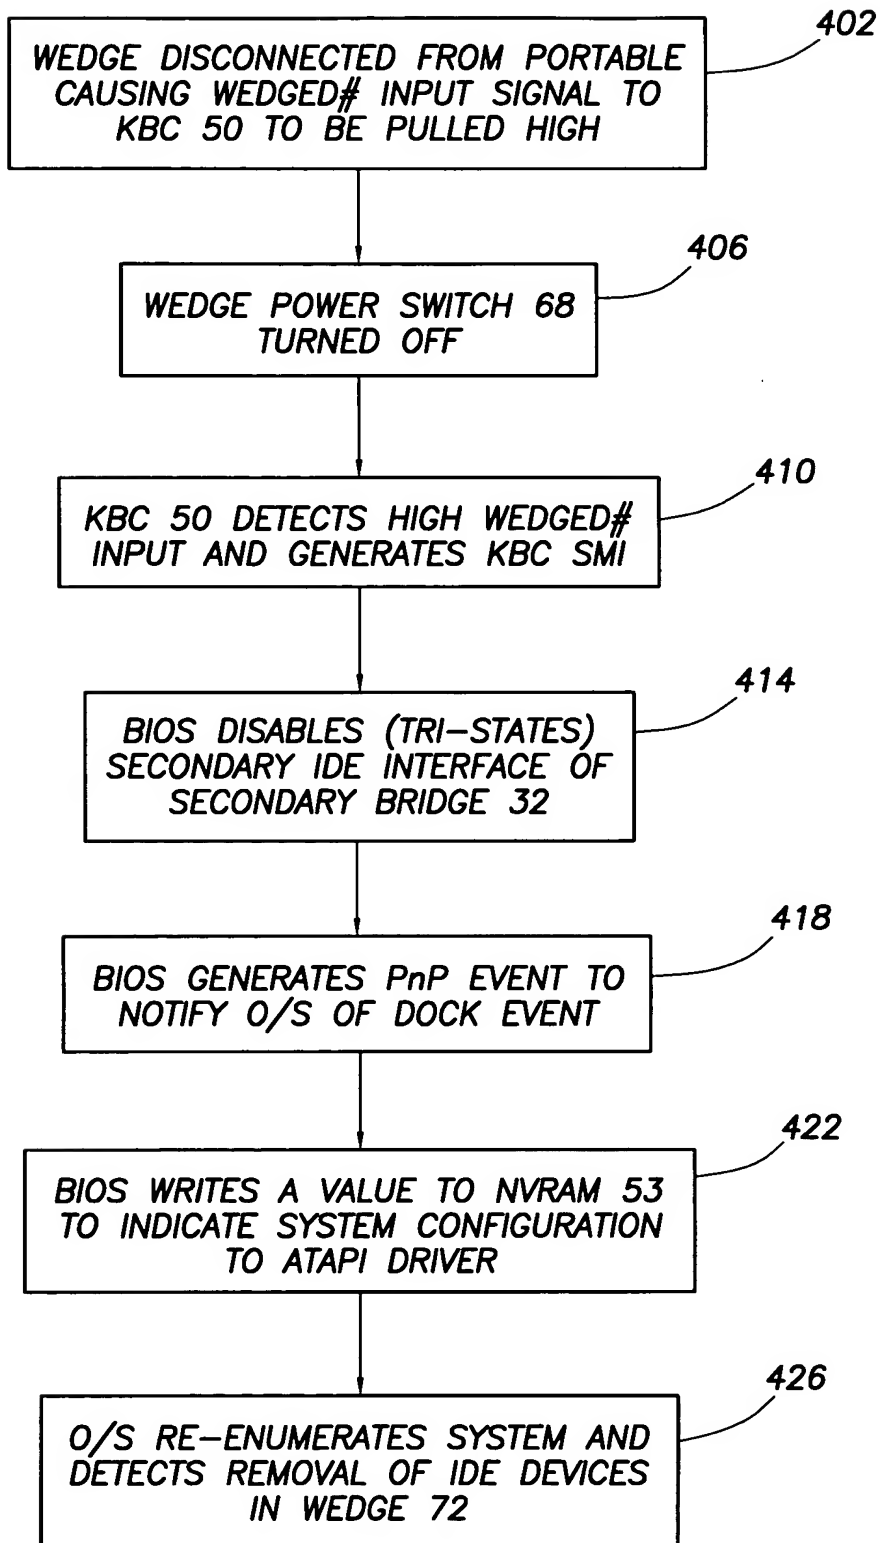 402
WEDGE DISCONNECTED FROM PORTABLE
CAUSING WEDGED# INPUT SIGNAL TO
KBC 50 TO BE PULLED HIGH
406
WEDGE POWER SWITCH 68
TURNED OFF
410
KBC 50 DETECTS HIGH WEDGED#
INPUT AND GENERATES KBC SMI
414
BIOS DISABLES (TRI-STATES)
SECONDARY IDE INTERFACE OF
SECONDARY BRIDGE 32
418
BIOS GENERATES PnP EVENT TO
NOTIFY O/S OF DOCK EVENT
422
BIOS WRITES A VALUE TO NVRAM 53
TO INDICATE SYSTEM CONFIGURATION
TO ATAPI DRIVER
426
O/S RE-ENUMERATES SYSTEM AND
DETECTS REMOVAL OF IDE DEVICES
IN WEDGE 72